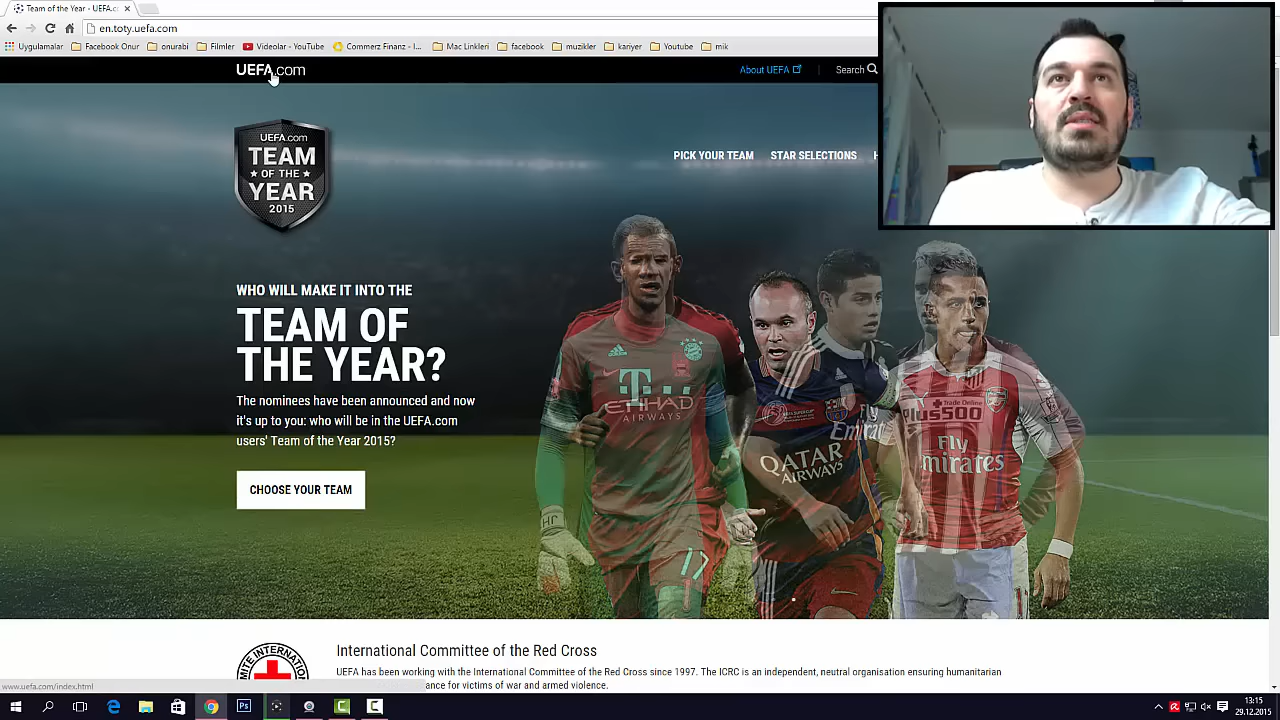 Team of the Year - UEFA.c
en.toty.uefa.com
Uygulamalar Facebook Onur onurabi Filmler Videolar - YouTube Commerz Finanz - I... Mac Linkleri facebook muzikler kariyer Youtube mik
UEFA.com About UEFA Search
UEFA.com
TEAM
OF THE
YEAR
2015
PICK YOUR TEAM STAR SELECTIONS H
WHO WILL MAKE IT INTO THE
TEAM OF
THE YEAR?
The nominees have been announced and now
it's up to you: who will be in the UEFA.com
users' Team of the Year 2015?
CHOOSE YOUR TEAM
T
ETIHAD
AIRWAYS
17
QATAR
AIRWAYS
Trade Online
Plus500
Fly
Emirates
International Committee of the Red Cross
UEFA has been working with the International Committee of the Red Cross since 1997. The ICRC is an independent, neutral organisation ensuring humanitarian
ance for victims of war and armed violence.
www.uefa.com/index.html
13:15
29.12.2015